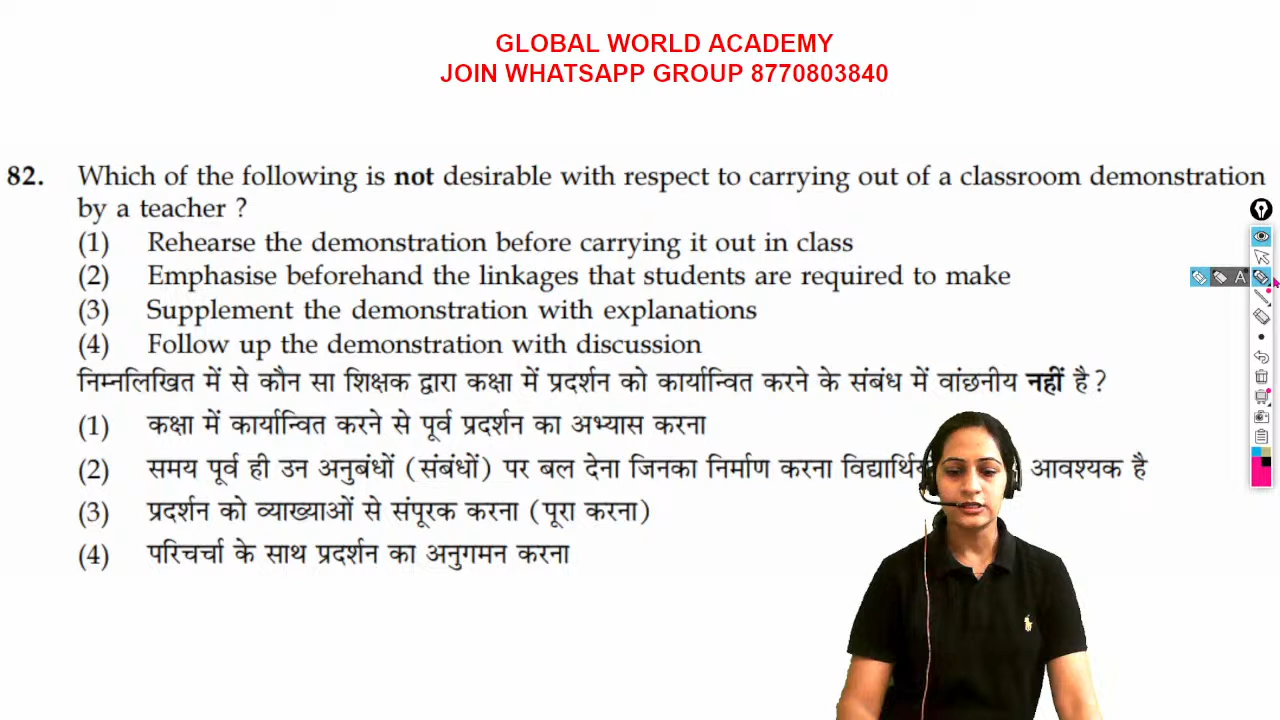 GLOBAL WORLD ACADEMY
JOIN WHATSAPP GROUP 8770803840
82. Which of the following is not desirable with respect to carrying out of a classroom demonstration
by a teacher ?
(1) Rehearse the demonstration before carrying it out in class
(2) Emphasise beforehand the linkages that students are required to make
(3) Supplement the demonstration with explanations
(4) Follow up the demonstration with discussion
निम्नलिखित में से कौन सा शिक्षक द्वारा कक्षा में प्रदर्शन को कार्यान्वित करने के संबंध में वांछनीय नहीं है ?
(1) कक्षा में कार्यान्वित करने से पूर्व प्रदर्शन का अभ्यास करना
(2) समय पूर्व ही उन अनुबंधों (संबंधों) पर बल देना जिनका निर्माण करना आवश्यक है
(3) प्रदर्शन को व्याख्याओं से संपूरक करना (पूरा करना)
(4) परिचर्चा के साथ प्रदर्शन का अनुगमन करना
A